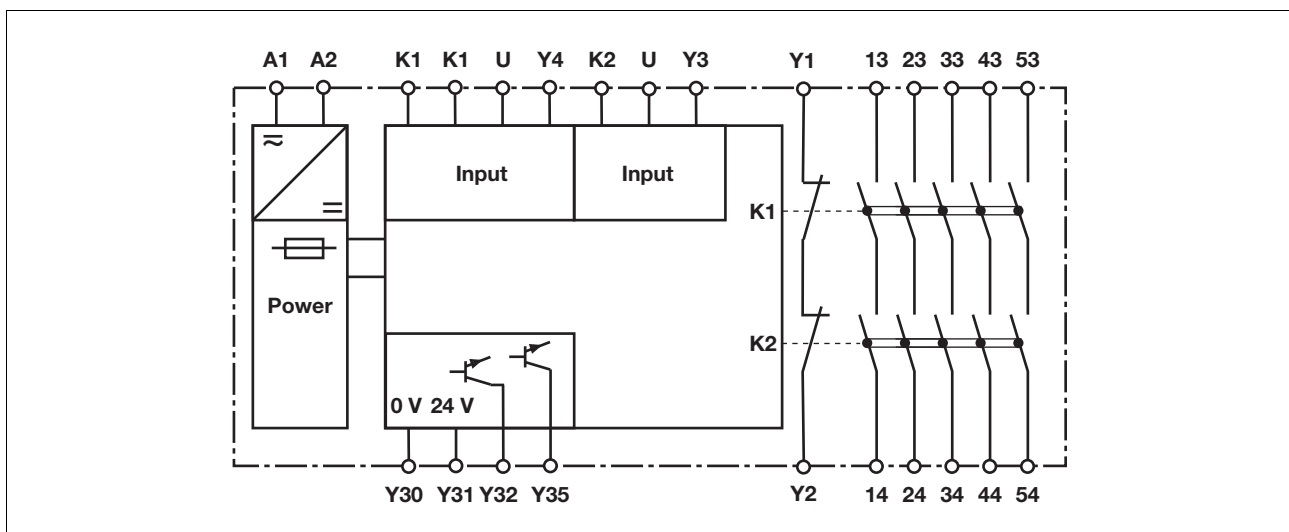 A1 A2 K1 K1 U Y4 K2 U Y3 Y1 13 23 33 43 53
Input Input
K1
Power
K2
0 V 24 V
Y30 Y31 Y32 Y35 Y2 14 24 34 44 54